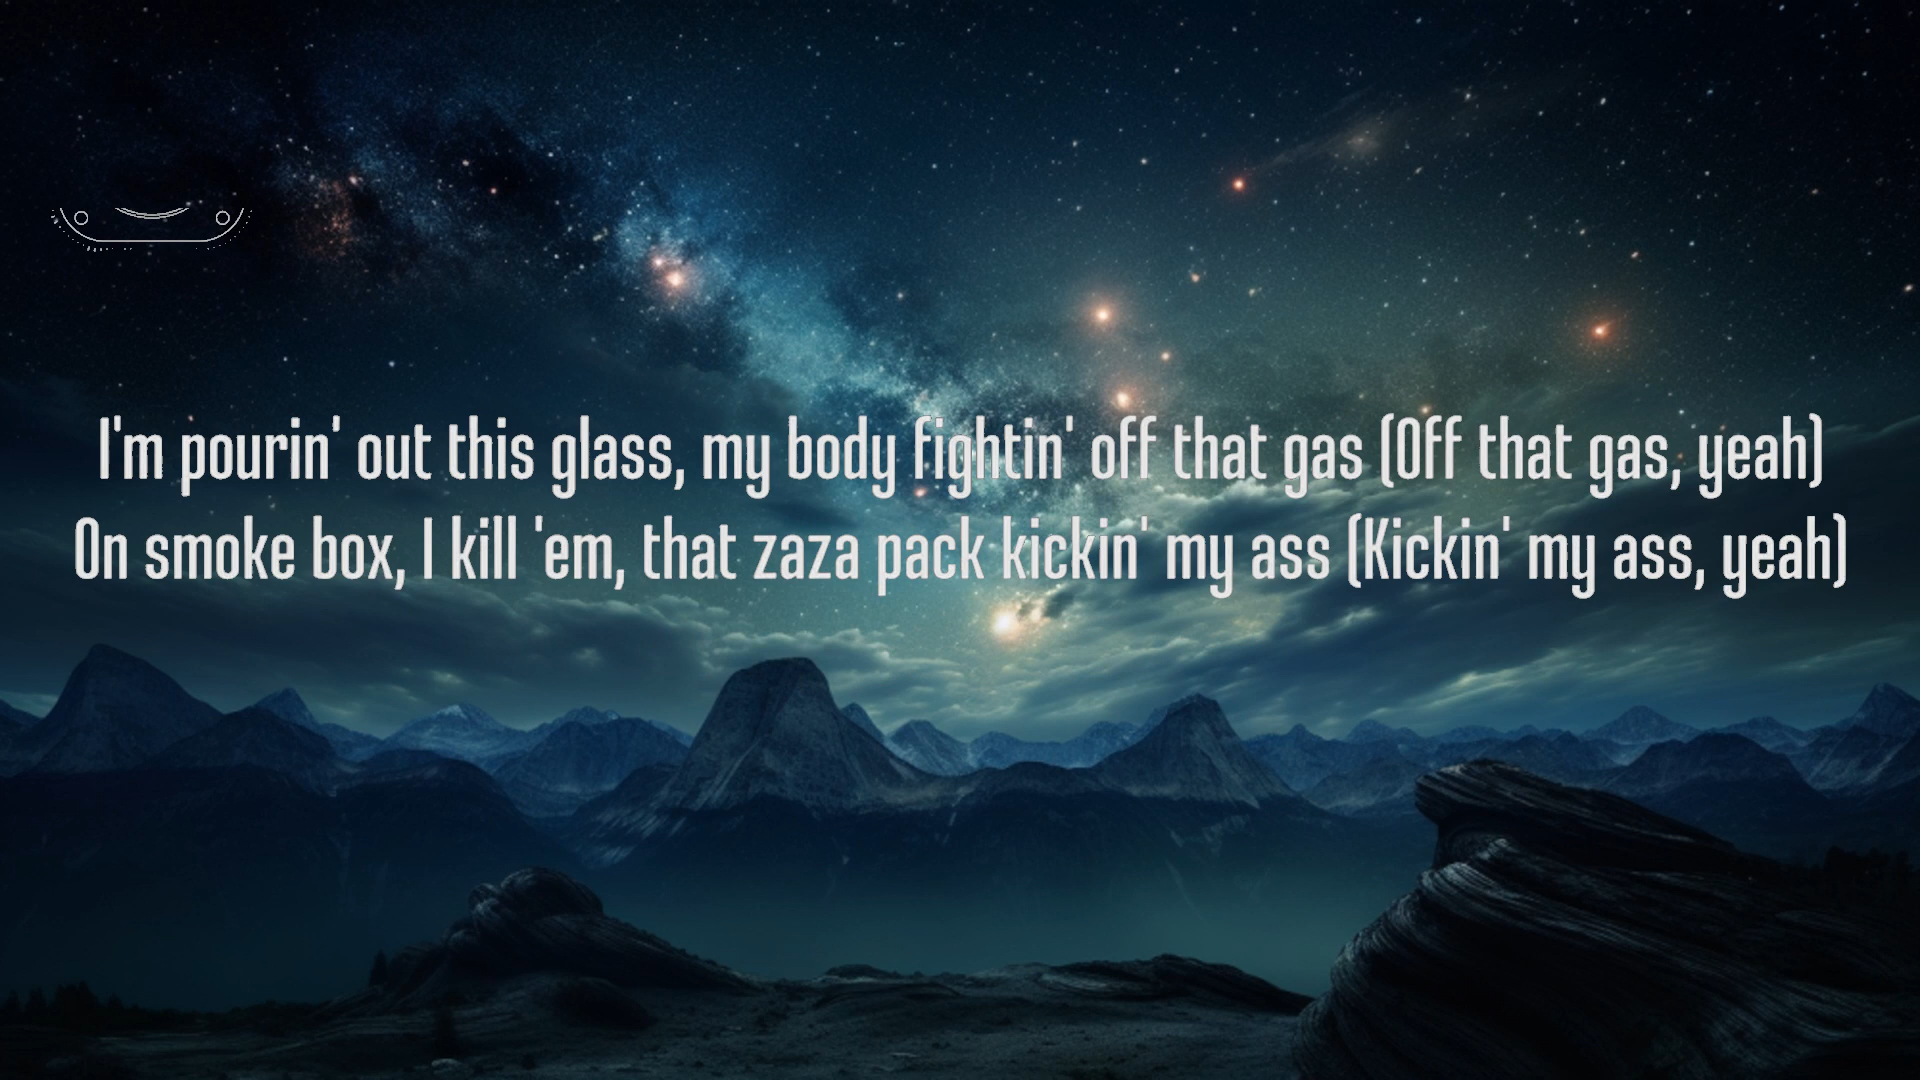 I'm pourin' out this glass, my body fightin' off that gas (Off that gas, yeah)
On smoke box, I kill 'em, that zaza pack kickin' my ass (Kickin' my ass, yeah)